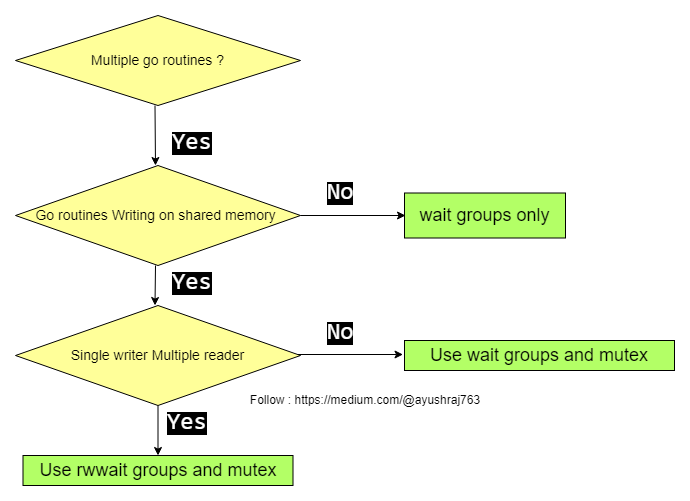 Multiple go routines ?
Yes
Go routines Writing on shared memory
No
wait groups only
Yes
Single writer Multiple reader
No
Use wait groups and mutex
Follow : https://medium.com/@ayushraj763
Yes
Use rwwait groups and mutex